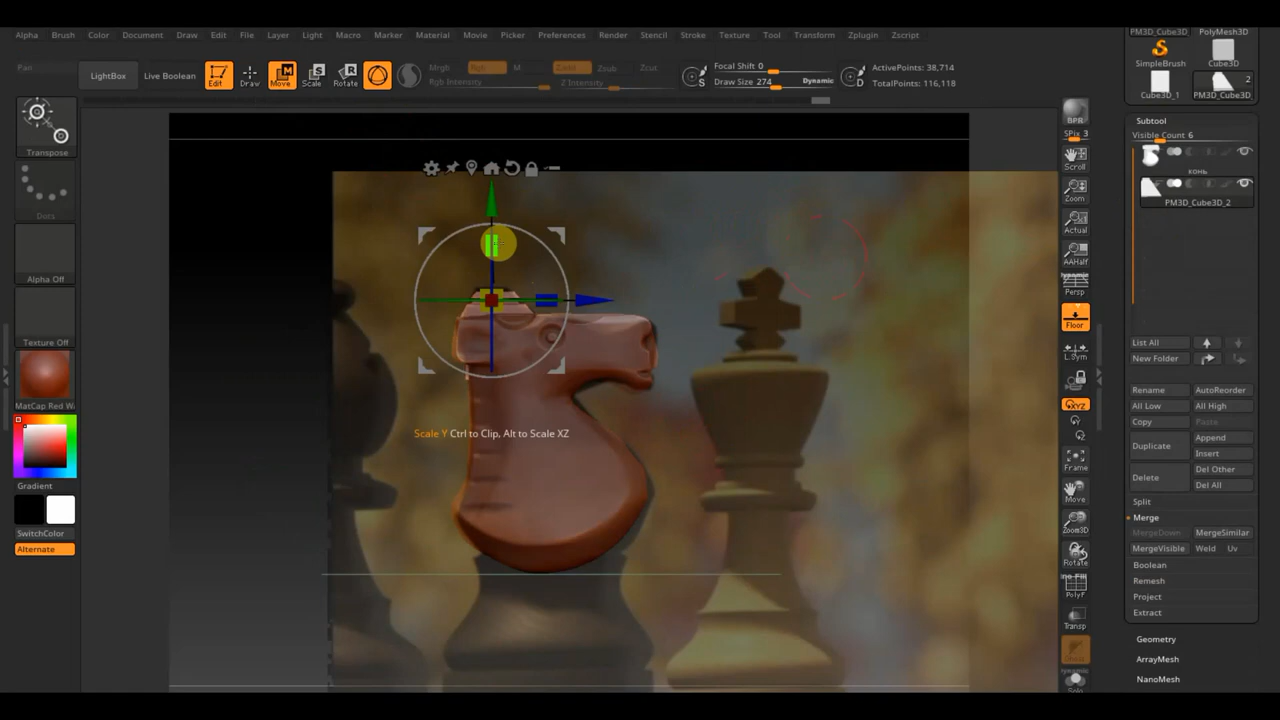 Alpha Brush Color Document Draw Edit File Layer Light Macro Marker Material Movie Picker Preferences Render Stencil Stroke Texture Tool Transform Zplugin Zscript
Pan
LightBox
Live Boolean
Edit
Draw
Move
Scale
Rotate
Mrgb Rgb M
Rgb Intensity
Zadd Zsub Zcut
Z Intensity
Focal Shift 0
Draw Size 274 Dynamic
ActivePoints: 38,714
TotalPoints: 116,118
Transpose
Dots
Alpha Off
Texture Off
MatCap Red Wa
Gradient
SwitchColor
Alternate
Scale Y Ctrl to Clip, Alt to Scale XZ
BPR
SPix 3
Scroll
Zoom
Actual
AAHalf
Persp
Floor
L.Sym
XYZ
Frame
Move
Zoom3D
Rotate
PolyF
Transp
Solo
PM3D_Cube3D PolyMesh3D
SimpleBrush Cube3D
2
Cube3D_1 PM3D_Cube3D_
Subtool
Visible Count 6
конь
PM3D_Cube3D_2
List All
New Folder
Rename AutoReorder
All Low All High
Copy Paste
Duplicate Append
Insert
Delete Del Other
Del All
Split
Merge
MergeDown MergeSimilar
MergeVisible Weld Uv
Boolean
Remesh
Project
Extract
Geometry
ArrayMesh
NanoMesh